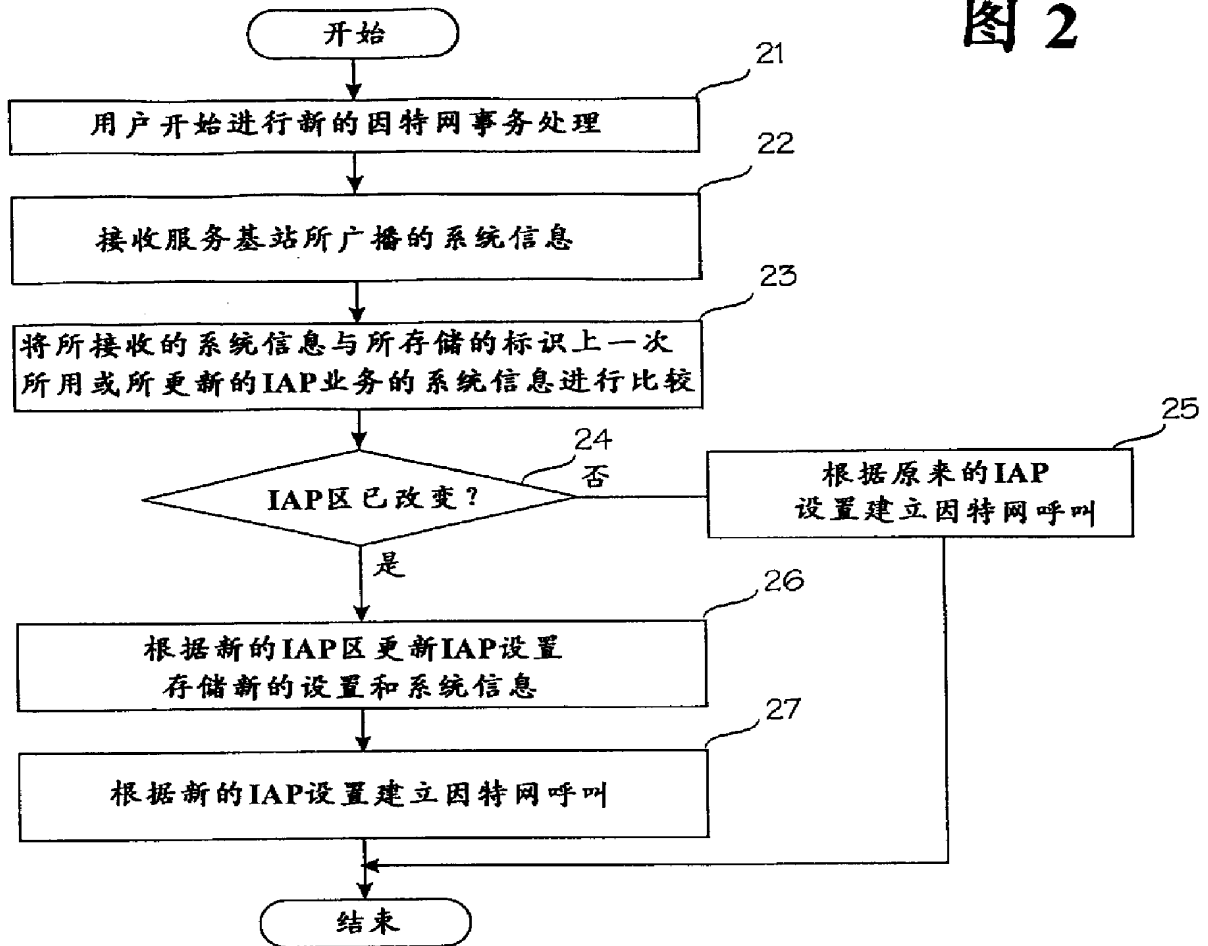 图 2
开始
21
用户开始进行新的因特网事务处理
22
接收服务基站所广播的系统信息
23
将所接收的系统信息与所存储的标识上一次
所用或所更新的IAP业务的系统信息进行比较
24
IAP区已改变?
否
25
根据原来的IAP
设置建立因特网呼叫
是
26
根据新的IAP区更新IAP设置
存储新的设置和系统信息
27
根据新的IAP设置建立因特网呼叫
结束